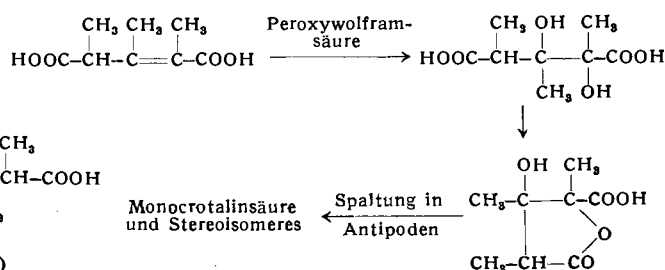 CH₃ CH₃ CH₃
HOOC–CH–C=C–COOH
Peroxywolfram-
säure
CH₃ OH CH₃
HOOC–CH–C–C–COOH
CH₃ OH
CH₃
CH–COOH
e
)
Monocrotalinsäure
und Stereoisomeres
Spaltung in
Antipoden
OH CH₃
CH₃–C–C–COOH
O
CH₃–CH–CO